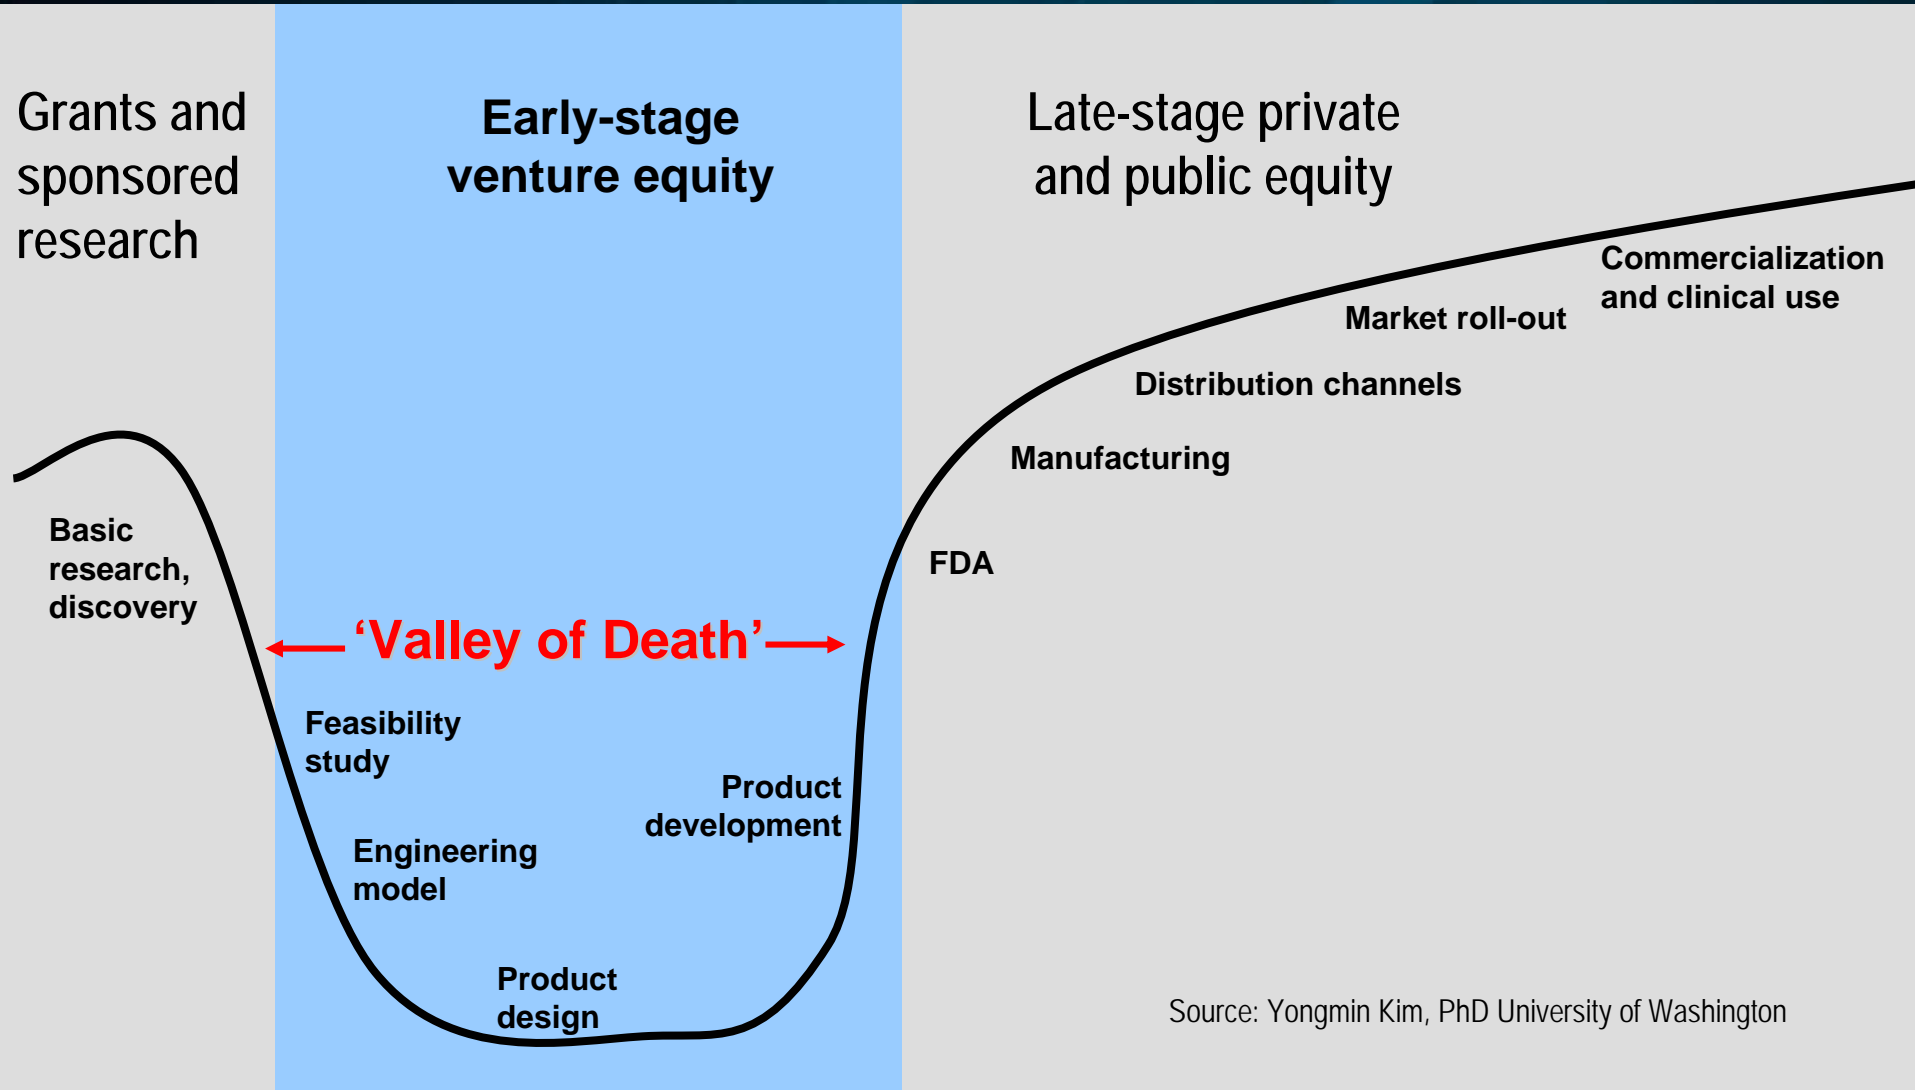 Grants and
sponsored
research
Early-stage
venture equity
Late-stage private
and public equity
Commercialization
and clinical use
Market roll-out
Distribution channels
Manufacturing
Basic
research,
discovery
FDA
‘Valley of Death’
Feasibility
study
Product
development
Engineering
model
Product
design
Source: Yongmin Kim, PhD University of Washington